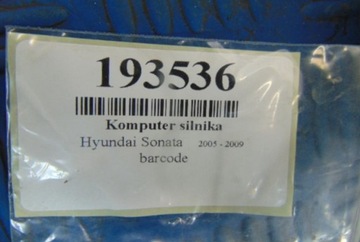 193536
Komputer silnika
Hyundai Sonata 2005 - 2009
barcode